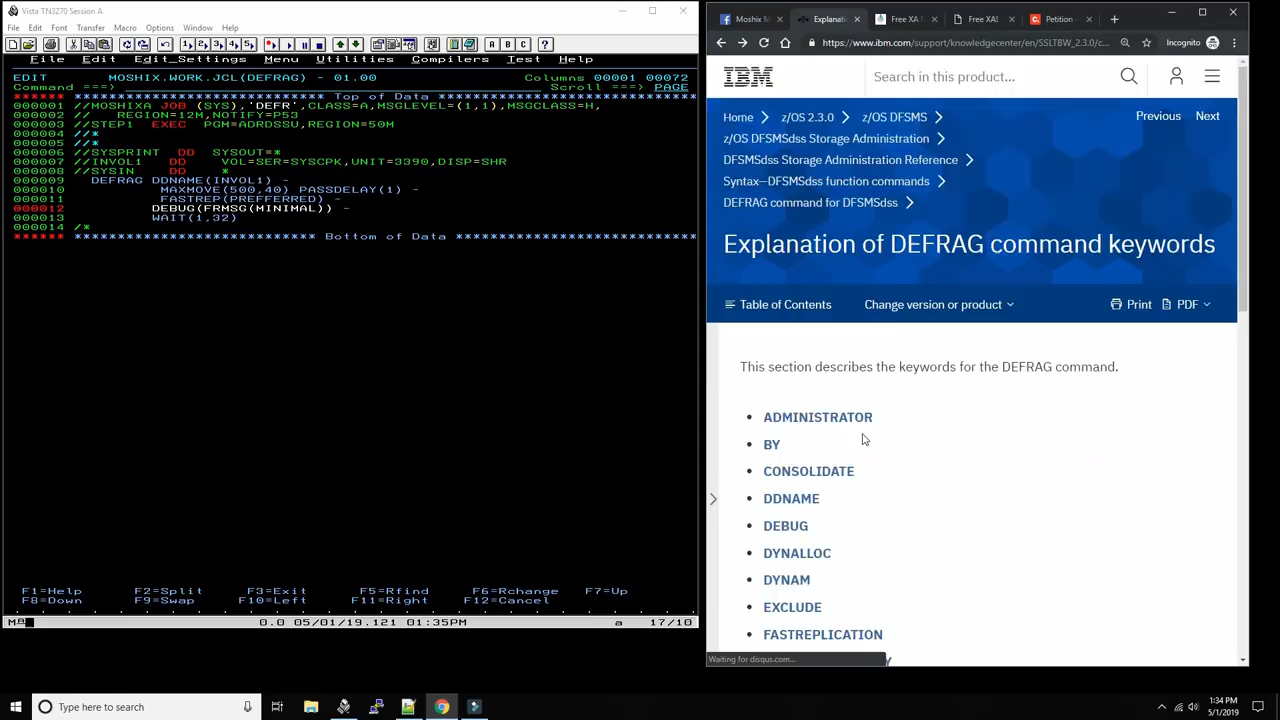 Vista TN3270 Session A
File Edit Font Transfer Macro Options Window Help
File Edit Edit_Settings Menu Utilities Compilers Test Help
EDIT MOSHIX.WORK.JCL(DEFRAG) - 01.00 Columns 00001 00072
Command ===> Scroll ===> PAGE
****** ***************************** Top of Data ******************************
000001 //MOSHIXA JOB (SYS),'DEFR',CLASS=A,MSGLEVEL=(1,1),MSGCLASS=H,
000002 // REGION=12M,NOTIFY=P53
000003 //STEP1 EXEC PGM=ADRDSSU,REGION=50M
000004 //*
000005 //*
000006 //SYSPRINT DD SYSOUT=*
000007 //INVOL1 DD VOL=SER=SYSCPK,UNIT=3390,DISP=SHR
000008 //SYSIN DD *
000009 DEFRAG DDNAME(INVOL1) -
000010 MAXMOVE(500,40) PASSDELAY(1) -
000011 FASTREP(PREFERRED) -
000012 DEBUG(FRMSG(MINIMAL)) -
000013 WAIT(1,32)
000014 /*
****** **************************** Bottom of Data ****************************
F1=Help F2=Split F3=Exit F5=Rfind F6=Rchange F7=Up
F8=Down F9=Swap F10=Left F11=Right F12=Cancel
0.0 05/01/19.121 01:35PM a 17/10
Moshix M
Explanati
Free XA U
Free XA!
Petition ·
https://www.ibm.com/support/knowledgecenter/en/SSLTBW_2.3.0/c...
Incognito
IBM
Search in this product...
Home z/OS 2.3.0 z/OS DFSMS
Previous Next
z/OS DFSMSdss Storage Administration
DFSMSdss Storage Administration Reference
Syntax—DFSMSdss function commands
DEFRAG command for DFSMSdss
Explanation of DEFRAG command keywords
Table of Contents Change version or product Print PDF
This section describes the keywords for the DEFRAG command.
• ADMINISTRATOR
• BY
• CONSOLIDATE
• DDNAME
• DEBUG
• DYNALLOC
• DYNAM
• EXCLUDE
• FASTREPLICATION
Waiting for disqus.com...
Type here to search
1:34 PM
5/1/2019